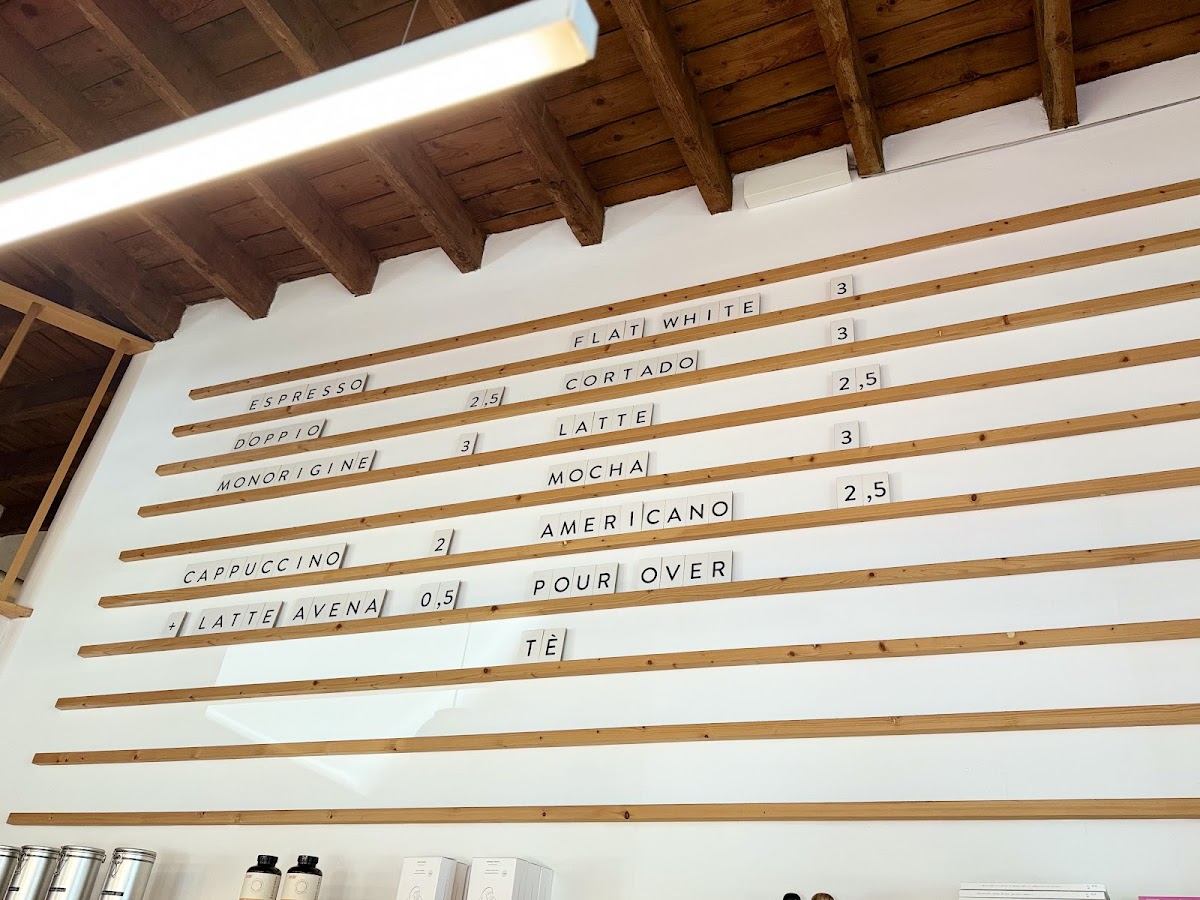 ESPRESSO
DOPPIO 2,5
MONORIGINE 3
CAPPUCCINO 2
+ LATTE AVENA 0,5
FLAT WHITE 3
CORTADO 3
LATTE 2,5
MOCHA 3
AMERICANO 2,5
POUR OVER
TÈ